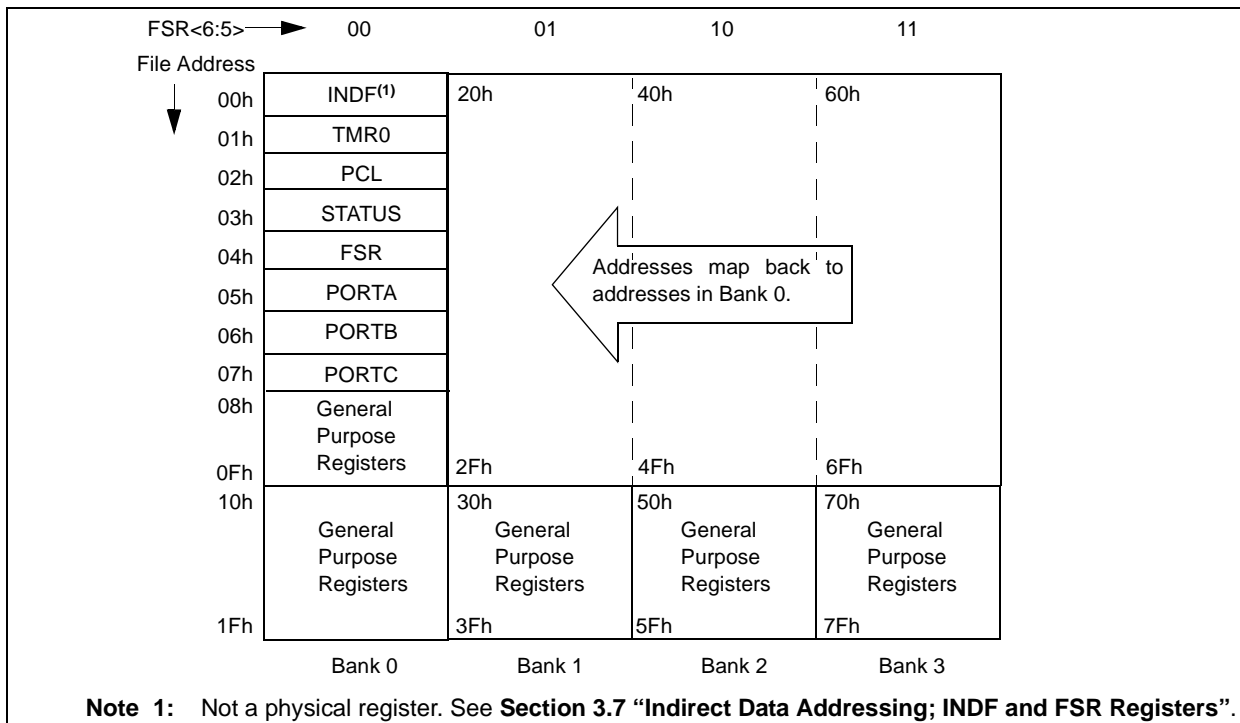 FSR<6:5> 00 01 10 11
File Address
00h INDF(1) 20h 40h 60h
01h TMR0
02h PCL
03h STATUS
04h FSR
Addresses map back to
addresses in Bank 0.
05h PORTA
06h PORTB
07h PORTC
08h General
Purpose
Registers
0Fh 2Fh 4Fh 6Fh
10h 30h 50h 70h
General General General General
Purpose Purpose Purpose Purpose
Registers Registers Registers Registers
1Fh 3Fh 5Fh 7Fh
Bank 0 Bank 1 Bank 2 Bank 3
Note 1: Not a physical register. See Section 3.7 “Indirect Data Addressing; INDF and FSR Registers”.